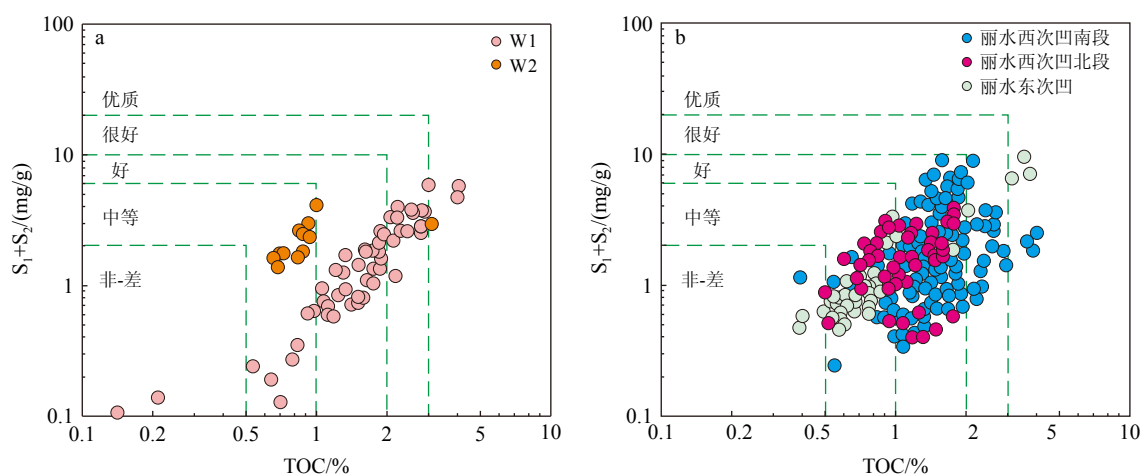 a
W1
W2
优质
很好
好
中等
非-差
100
10
1
0.1
0.1
0.2
0.5
1
2
5
10
S₁+S₂/(mg/g)
TOC/%
b
丽水西次凹南段
丽水西次凹北段
丽水东次凹
优质
很好
好
中等
非-差
100
10
1
0.1
0.1
0.2
0.5
1
2
5
10
S₁+S₂/(mg/g)
TOC/%